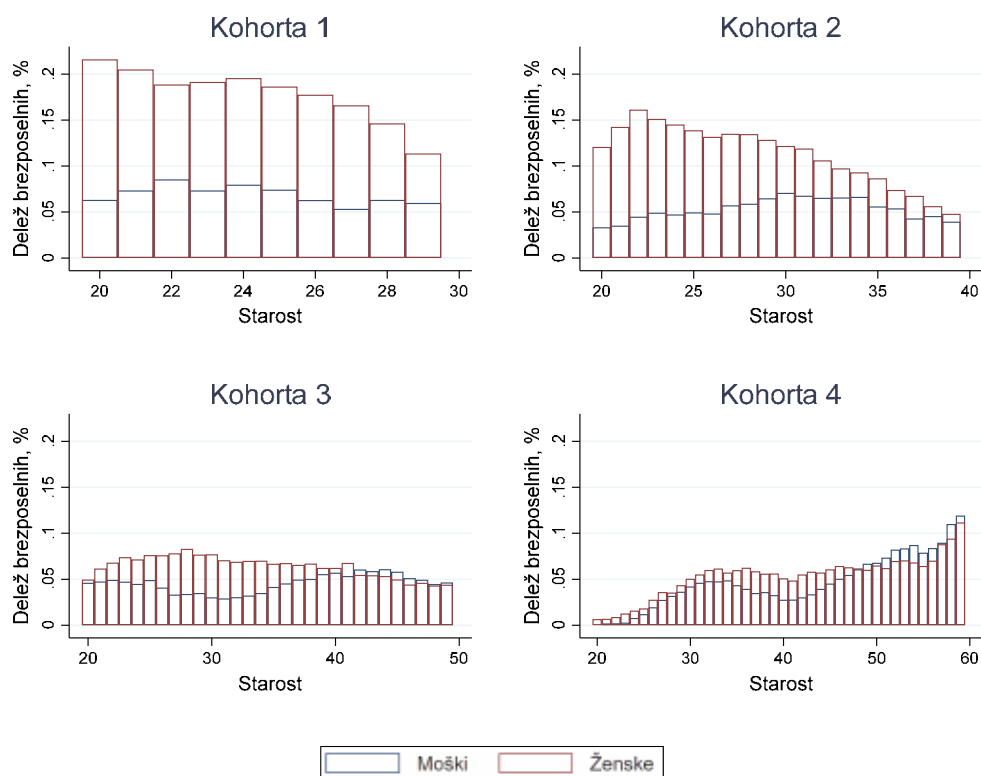 Kohorta 1
Delež brezposelnih, %
.2
.15
.1
.05
0
20 22 24 26 28 30
Starost
Kohorta 2
Delež brezposelnih, %
.2
.15
.1
.05
0
20 25 30 35 40
Starost
Kohorta 3
Delež brezposelnih, %
.2
.15
.1
.05
0
20 30 40 50
Starost
Kohorta 4
Delež brezposelnih, %
.2
.15
.1
.05
0
20 30 40 50 60
Starost
Moški Ženske